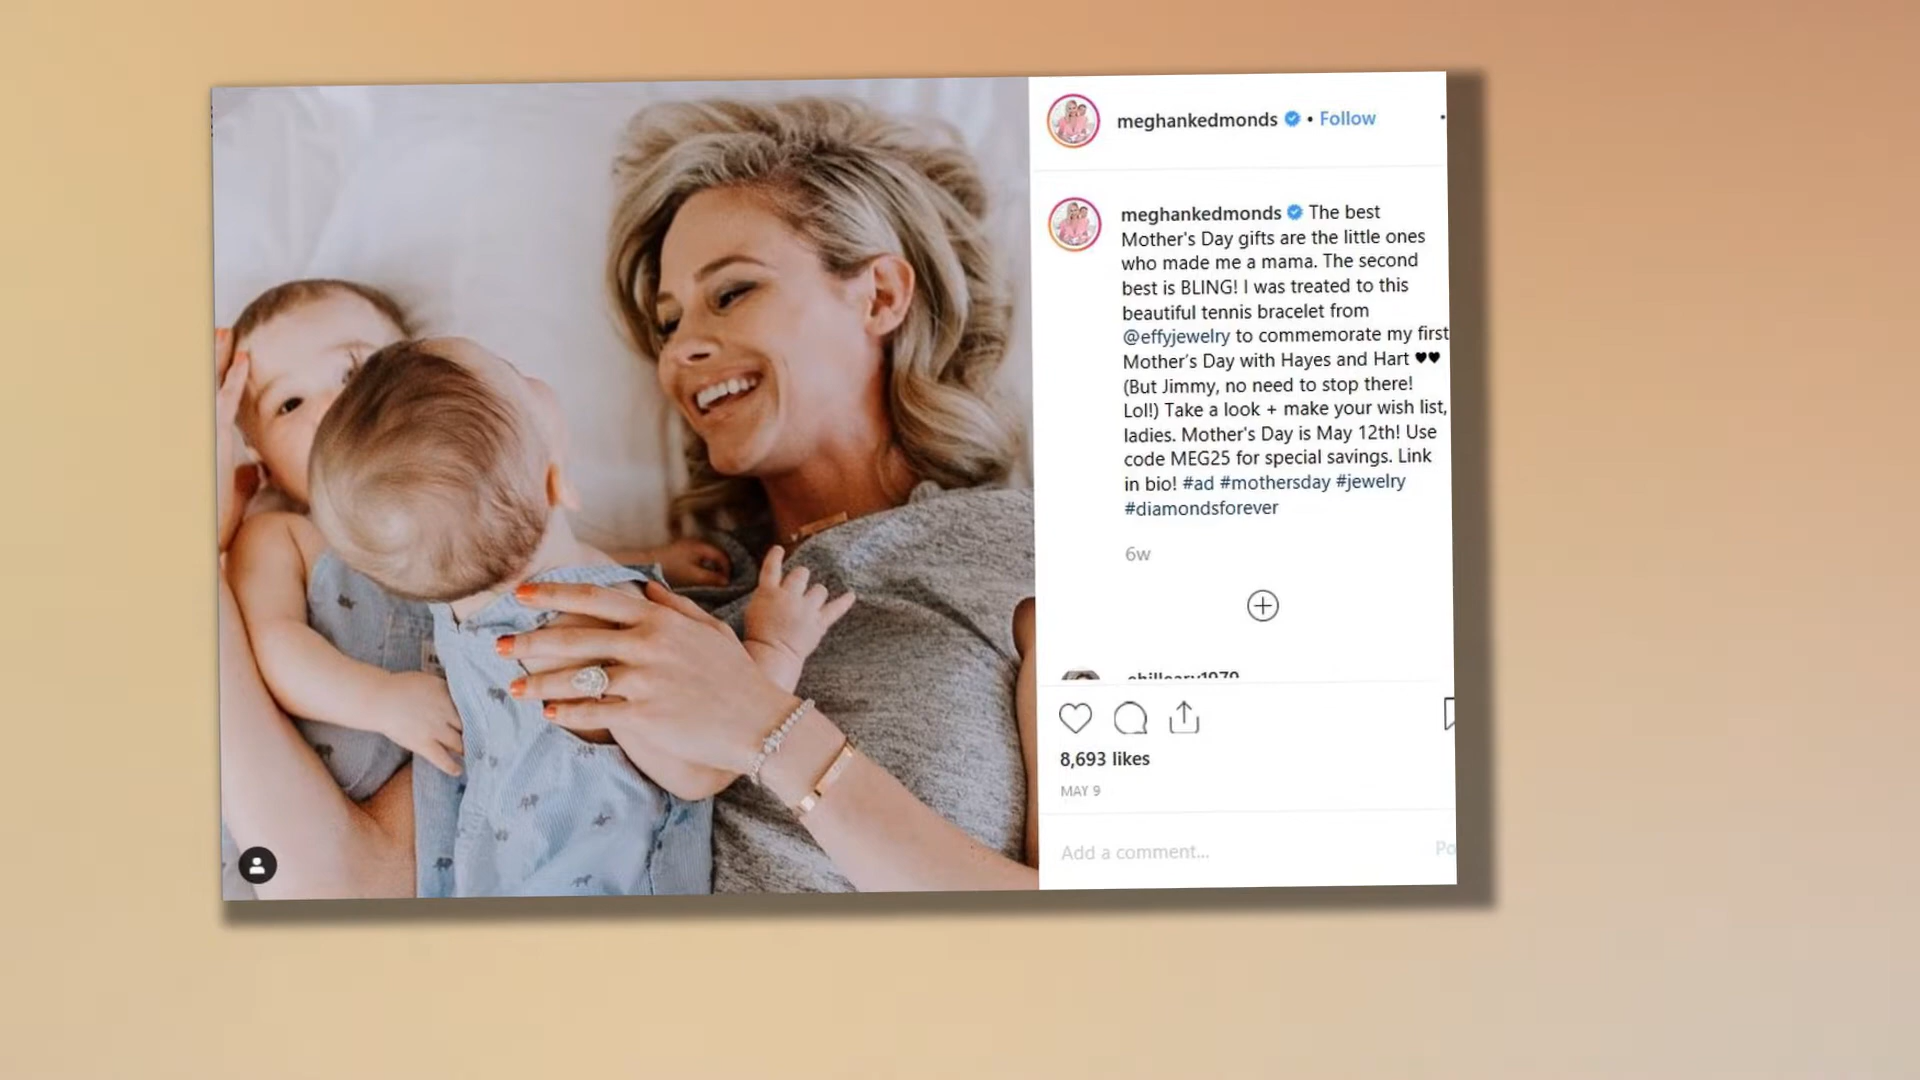 meghankedmonds • Follow
meghankedmonds The best
Mother's Day gifts are the little ones
who made me a mama. The second
best is BLING! I was treated to this
beautiful tennis bracelet from
@effyjewelry to commemorate my first
Mother's Day with Hayes and Hart ♥♥
(But Jimmy, no need to stop there!
Lol!) Take a look + make your wish list,
ladies. Mother's Day is May 12th! Use
code MEG25 for special savings. Link
in bio! #ad #mothersday #jewelry
#diamondsforever
6w
8,693 likes
MAY 9
Add a comment...